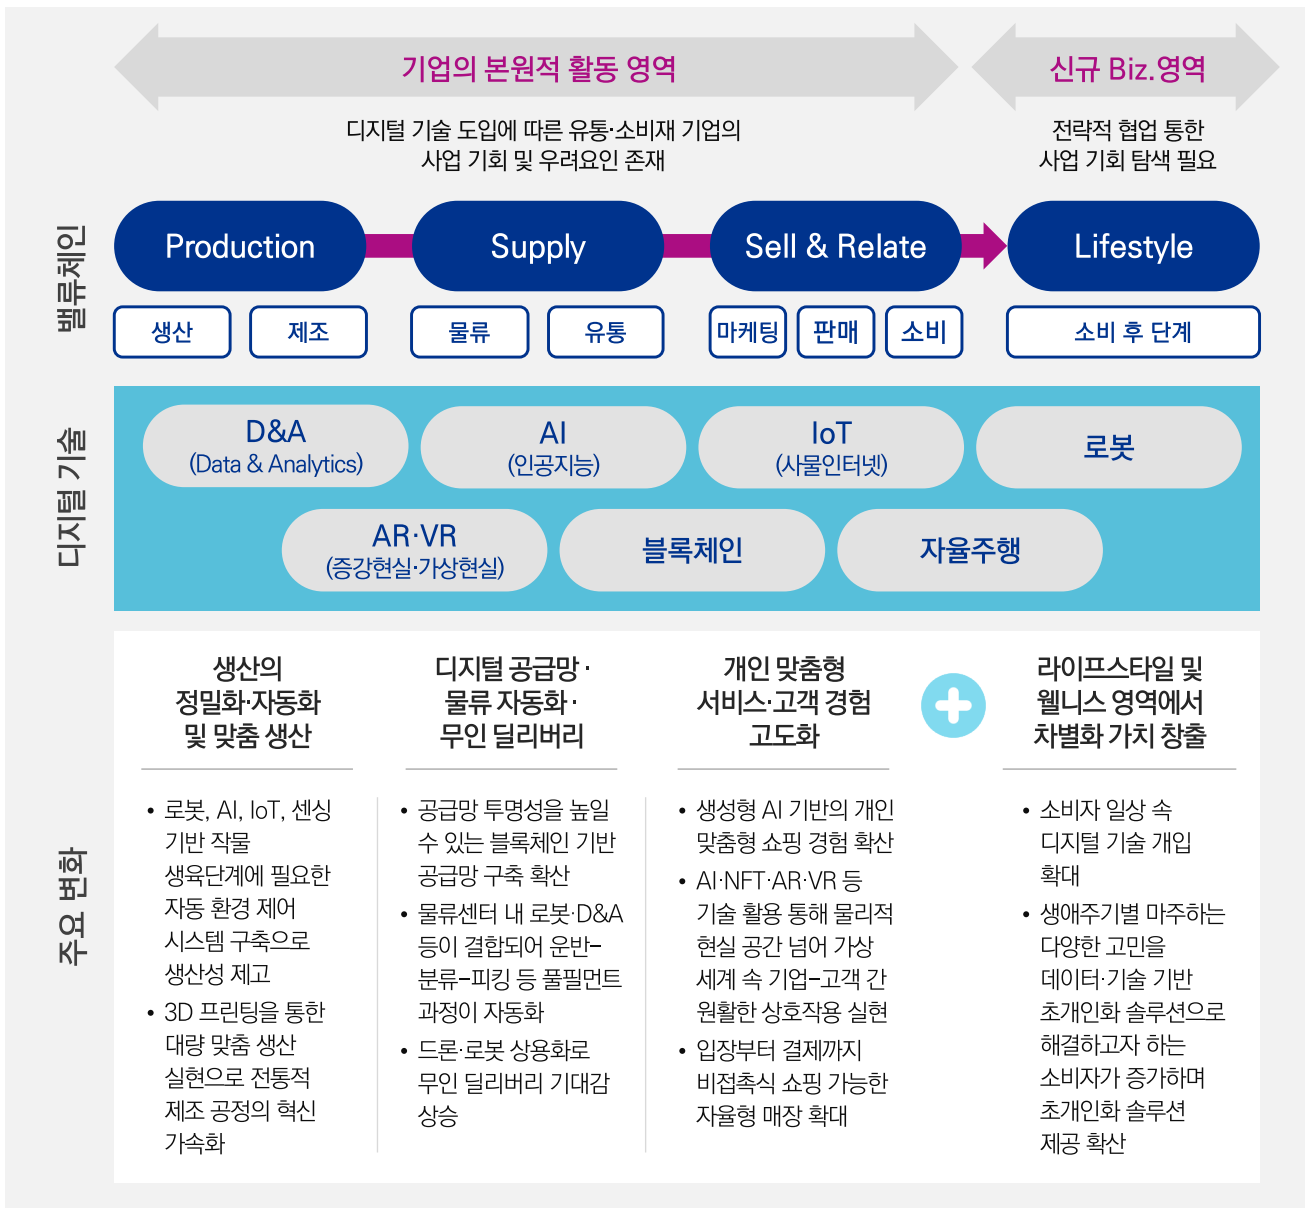 기업의 본원적 활동 영역
신규 Biz.영역
디지털 기술 도입에 따른 유통·소비재 기업의
사업 기회 및 우려요인 존재
전략적 협업 통한
사업 기회 탐색 필요
밸류체인
Production
Supply
Sell & Relate
Lifestyle
생산
제조
물류
유통
마케팅
판매
소비
소비 후 단계
디지털 기술
D&A
(Data & Analytics)
AI
(인공지능)
IoT
(사물인터넷)
로봇
AR·VR
(증강현실·가상현실)
블록체인
자율주행
주요 변화
생산의
정밀화·자동화
및 맞춤 생산
• 로봇, AI, IoT, 센싱
기반 작물
생육단계에 필요한
자동 환경 제어
시스템 구축으로
생산성 제고
• 3D 프린팅을 통한
대량 맞춤 생산
실현으로 전통적
제조 공정의 혁신
가속화
디지털 공급망·
물류 자동화·
무인 딜리버리
• 공급망 투명성을 높일
수 있는 블록체인 기반
공급망 구축 확산
• 물류센터 내 로봇·D&A
등이 결합되어 운반–
분류–피킹 등 풀필먼트
과정이 자동화
• 드론·로봇 상용화로
무인 딜리버리 기대감
상승
개인 맞춤형
서비스·고객 경험
고도화
• 생성형 AI 기반의 개인
맞춤형 쇼핑 경험 확산
• AI·NFT·AR·VR 등
기술 활용 통해 물리적
현실 공간 넘어 가상
세계 속 기업–고객 간
원활한 상호작용 실현
• 입장부터 결제까지
비접촉식 쇼핑 가능한
자율형 매장 확대
라이프스타일 및
웰니스 영역에서
차별화 가치 창출
• 소비자 일상 속
디지털 기술 개입
확대
• 생애주기별 마주하는
다양한 고민을
데이터·기술 기반
초개인화 솔루션으로
해결하고자 하는
소비자가 증가하며
초개인화 솔루션
제공 확산